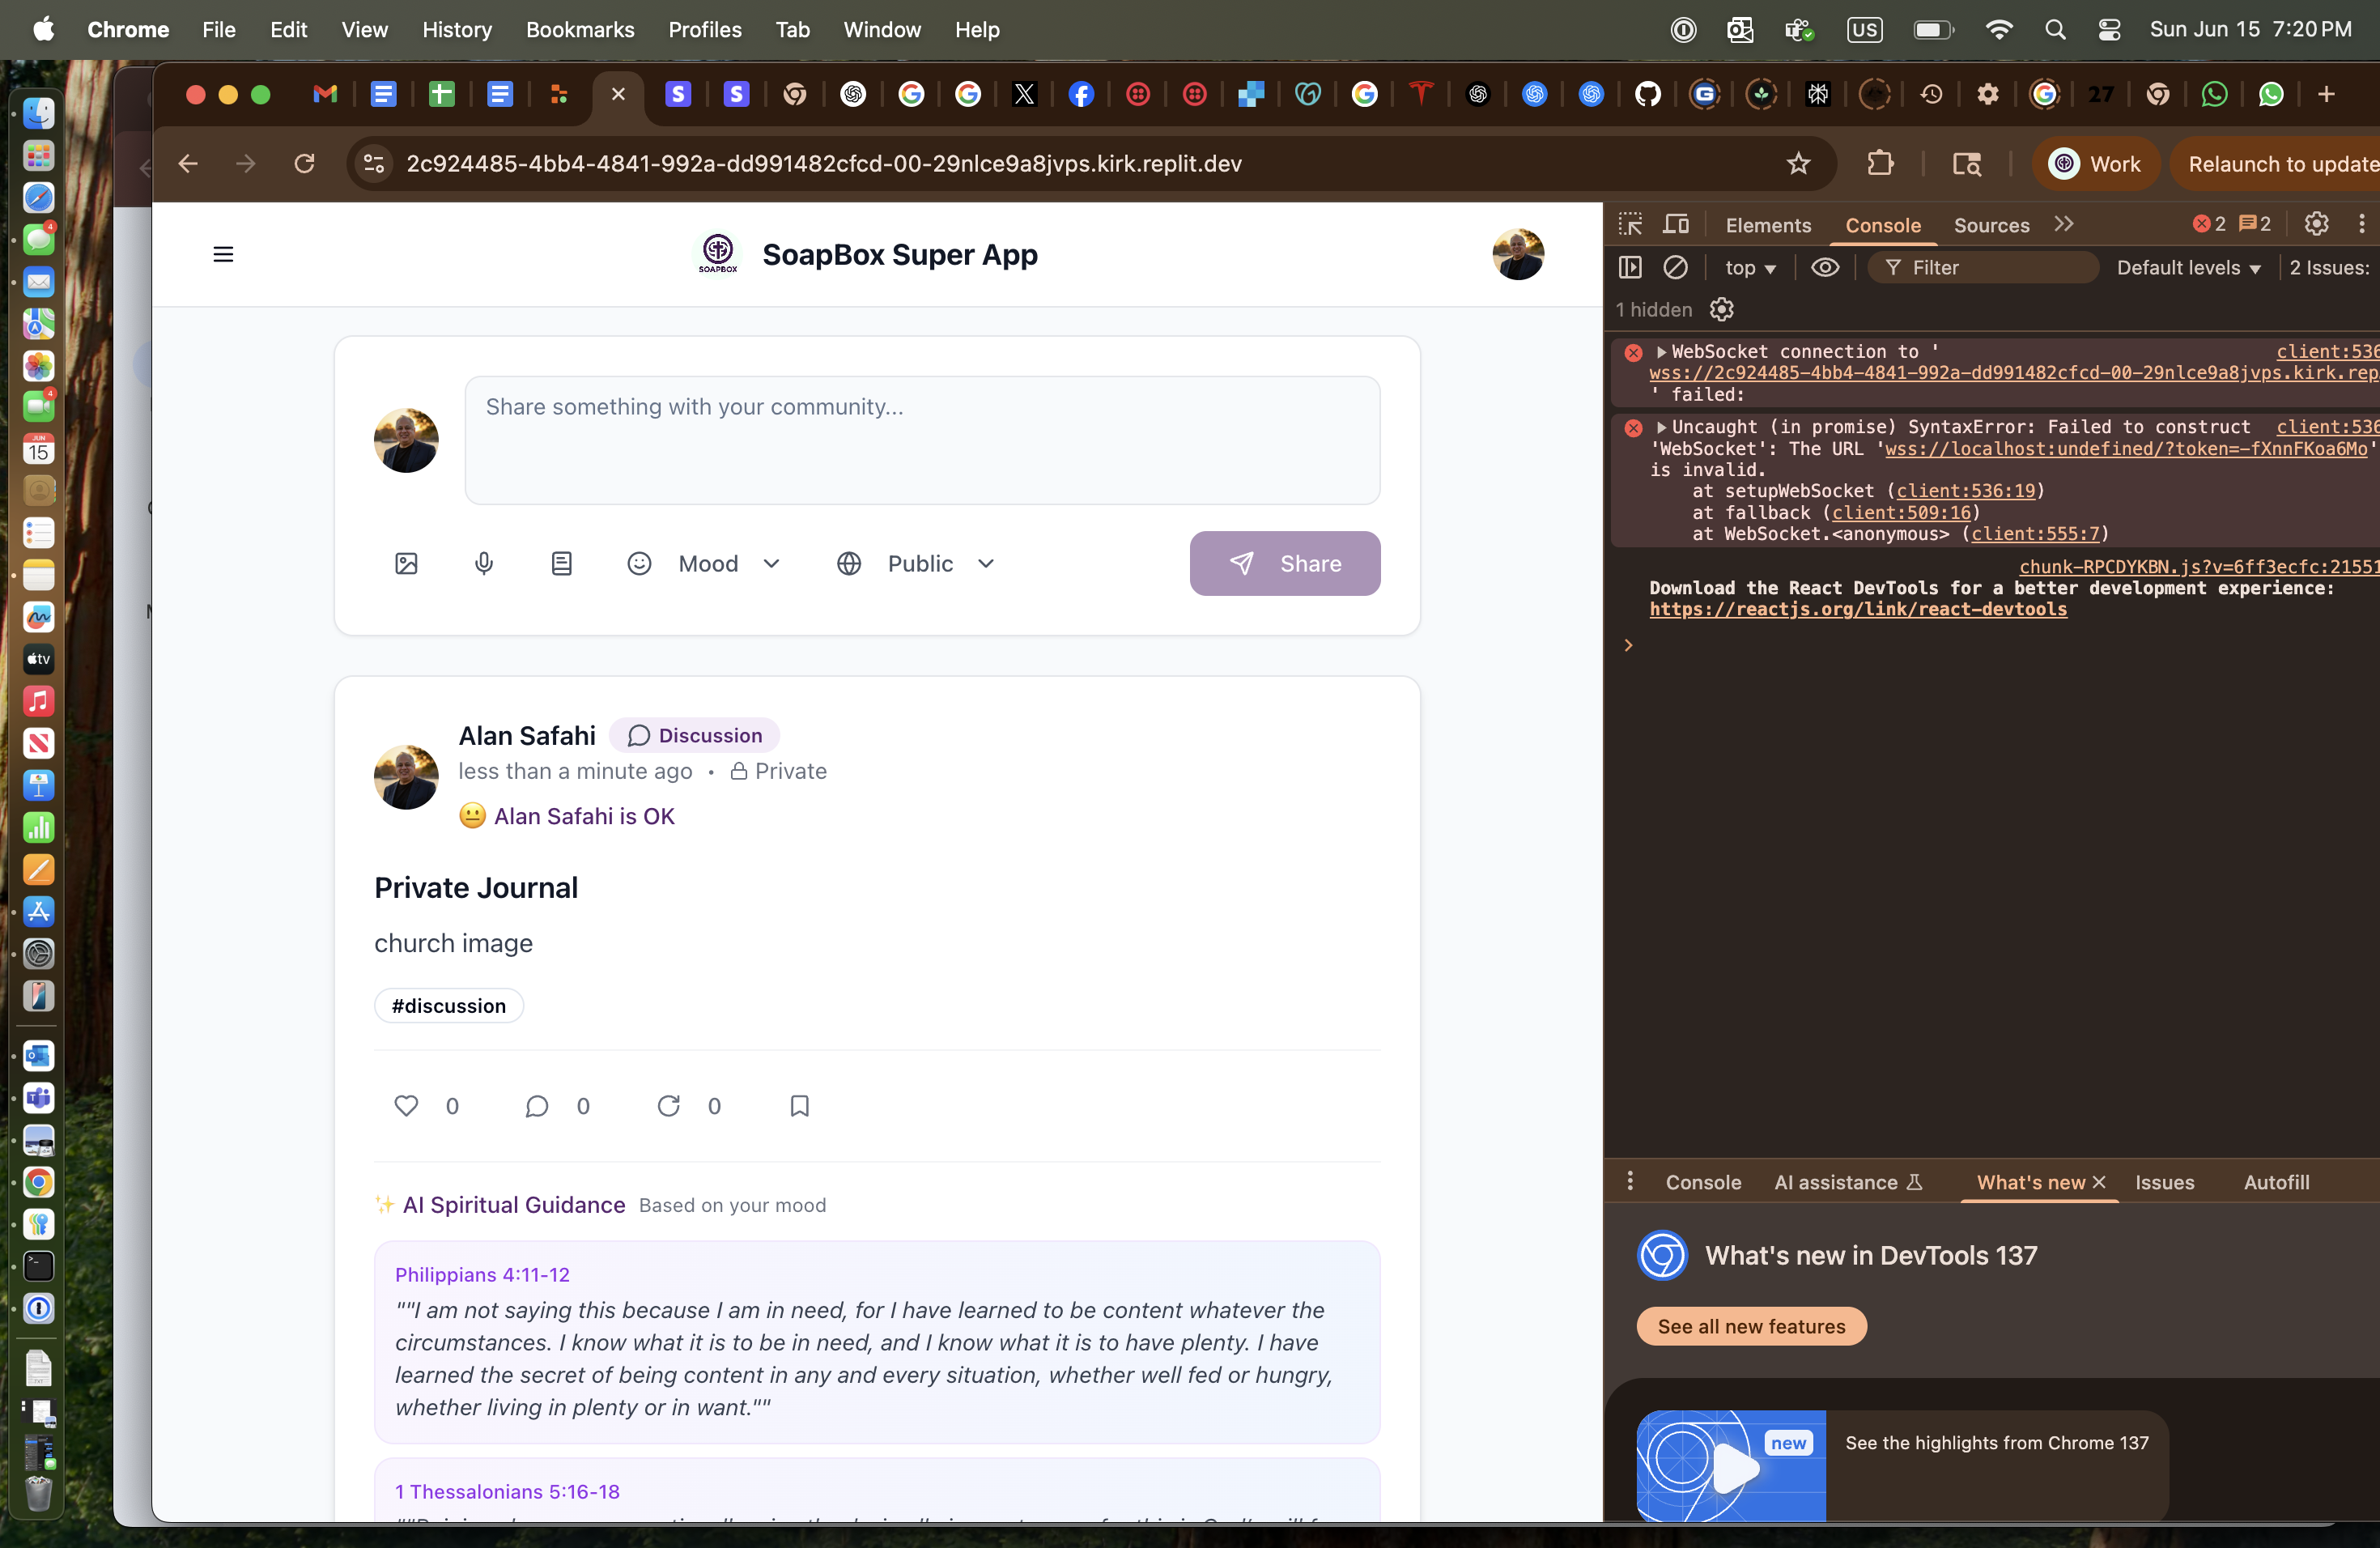 Chrome File Edit View History Bookmarks Profiles Tab Window Help US Sun Jun 15 7:20 PM
2c924485-4bb4-4841-992a-dd991482cfcd-00-29nlce9a8jvps.kirk.replit.dev Work Relaunch to update
SOAPBOX SoapBox Super App
Share something with your community...
Mood Public Share
Alan Safahi Discussion
less than a minute ago • Private
Alan Safahi is OK
Private Journal
church image
#discussion
0 0 0
AI Spiritual Guidance Based on your mood
Philippians 4:11-12
""I am not saying this because I am in need, for I have learned to be content whatever the
circumstances. I know what it is to be in need, and I know what it is to have plenty. I have
learned the secret of being content in any and every situation, whether well fed or hungry,
whether living in plenty or in want.""
1 Thessalonians 5:16-18
Elements Console Sources 2 2
top Filter Default levels 2 Issues:
1 hidden
WebSocket connection to ' client:536
wss://2c924485-4bb4-4841-992a-dd991482cfcd-00-29nlce9a8jvps.kirk.rep
' failed:
Uncaught (in promise) SyntaxError: Failed to construct client:536
'WebSocket': The URL 'wss://localhost:undefined/?token=-fXnnFKoa6Mo'
is invalid.
at setupWebSocket (client:536:19)
at fallback (client:509:16)
at WebSocket.<anonymous> (client:555:7)
chunk-RPCDYKBN.js?v=6ff3ecfc:21551
Download the React DevTools for a better development experience:
https://reactjs.org/link/react-devtools
Console AI assistance What's new Issues Autofill
What's new in DevTools 137
See all new features
new See the highlights from Chrome 137
4
4
JUN
15
tv
27